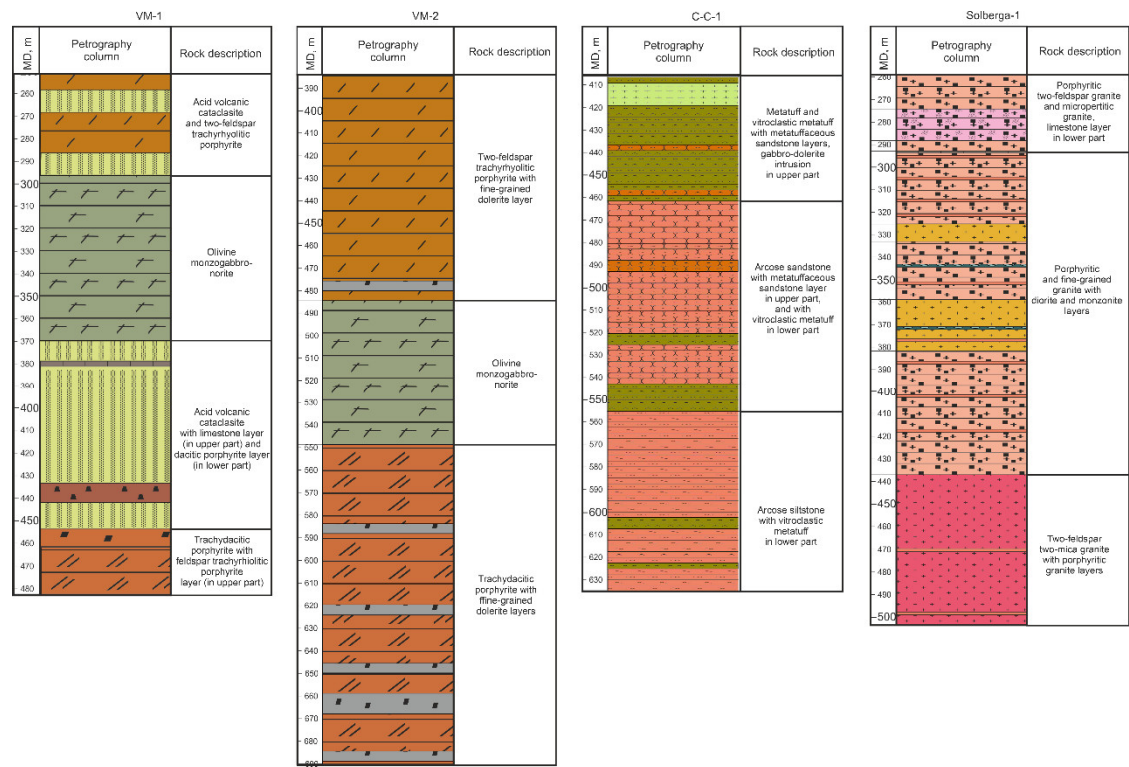 VM-1
MD, m
Petrography
column
Rock description
260
270
280
290
300
310
320
330
340
350
360
370
380
390
400
410
420
430
440
450
460
470
480
Acid volcanic
cataclasite
and two-feldspar
trachyrhyolitic
porphyrite
Olivine
monzogabbro-
norite
Acid volcanic
cataclasite
with limestone layer
(in upper part) and
dacitic porphyrite layer
(in lower part)
Trachydacitic
porphyrite with
feldspar trachyrhiolitic
porphyrite
layer (in upper part)
VM-2
MD, m
Petrography
column
Rock description
390
400
410
420
430
440
450
460
470
480
490
500
510
520
530
540
550
560
570
580
590
600
610
620
630
640
650
660
670
680
690
Two-feldspar
trachyrhyolitic
porphyrite with
fine-grained
dolerite layer
Olivine
monzogabbro-
norite
Trachydacitic
porphyrite with
ffine-grained
dolerite layers
C-C-1
MD, m
Petrography
column
Rock description
410
420
430
440
450
460
470
480
490
500
510
520
530
540
550
560
570
580
590
600
610
620
630
Metatuff and
vitroclastic metatuff
with metatuffaceous
sandstone layers,
gabbro-dolerite
intrusion
in upper part
Arcose sandstone
with metatuffaceous
sandstone layer
in upper part,
and with
vitroclastic metatuff
in lower part
Arcose siltstone
with vitroclastic
metatuff
in lower part
Solberga-1
MD, m
Petrography
column
Rock description
260
270
280
290
300
310
320
330
340
350
360
370
380
390
400
410
420
430
440
450
460
470
480
490
500
Porphyritic
two-feldspar granite
and micropertitic
granite,
limestone layer
in lower part
Porphyritic
and fine-grained
granite with
diorite and monzonite
layers
Two-feldspar
two-mica granite
with porphyritic
granite layers